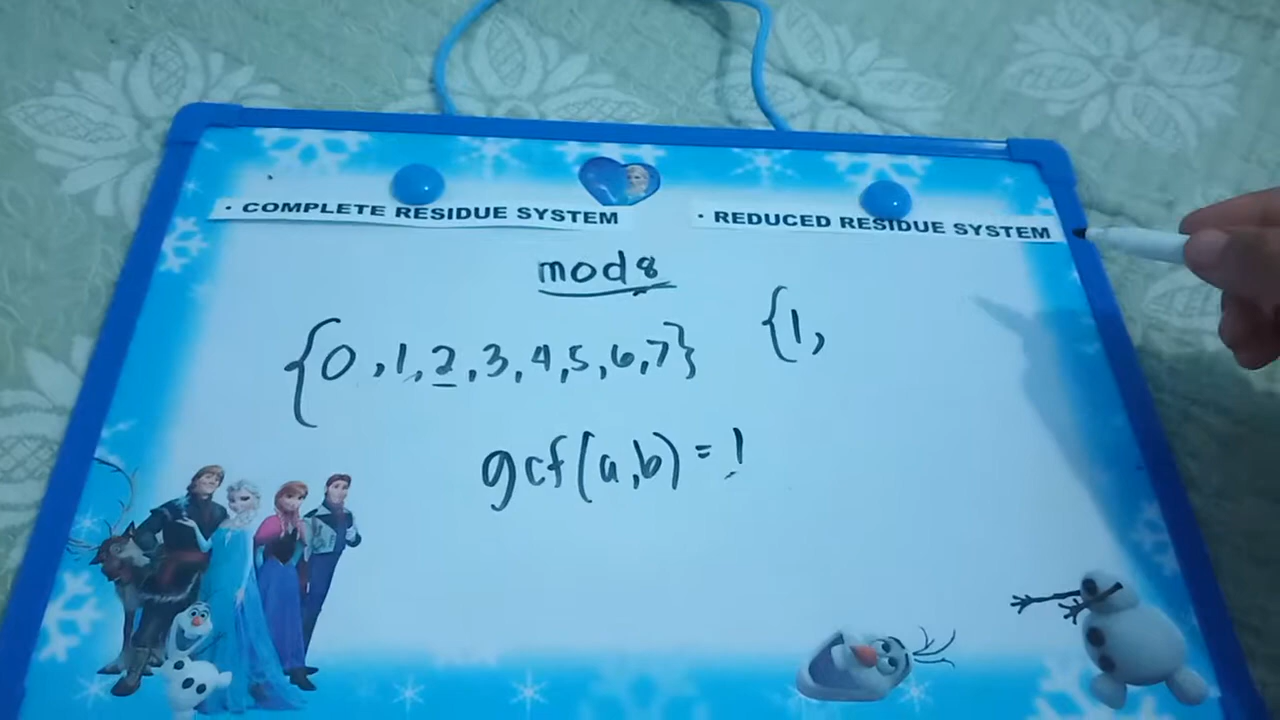 · COMPLETE RESIDUE SYSTEM
· REDUCED RESIDUE SYSTEM
mod 8
{0,1,2,3,4,5,6,7}
{1,
gcf(a,b)=1